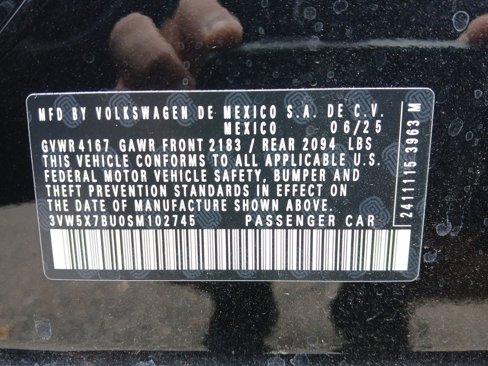 MFD BY VOLKSWAGEN DE MEXICO S.A. DE C.V.
MEXICO 06/25
GVWR 4167 GAWR FRONT 2183 / REAR 2094 LBS
THIS VEHICLE CONFORMS TO ALL APPLICABLE U.S.
FEDERAL MOTOR VEHICLE SAFETY, BUMPER AND
THEFT PREVENTION STANDARDS IN EFFECT ON
THE DATE OF MANUFACTURE SHOWN ABOVE.
3VW5X7BU0SM102745 PASSENGER CAR
2411115 3963 M